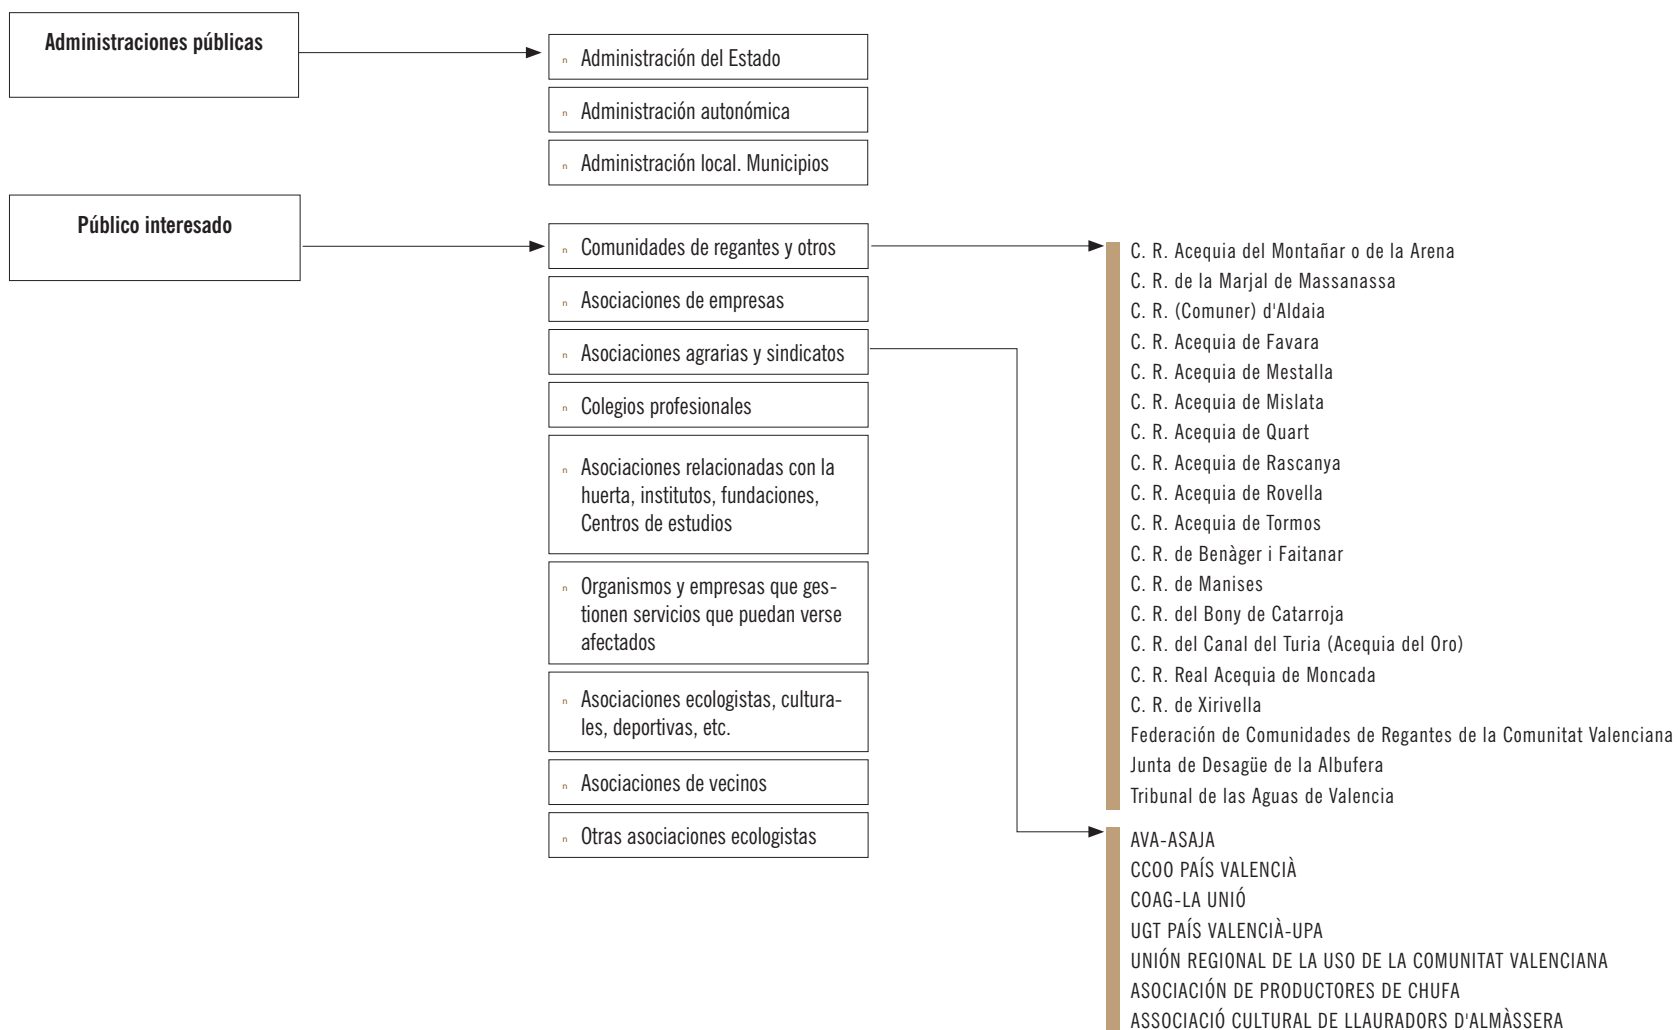 Administraciones públicas
n Administración del Estado
n Administración autonómica
n Administración local. Municipios
Público interesado
n Comunidades de regantes y otros
n Asociaciones de empresas
n Asociaciones agrarias y sindicatos
n Colegios profesionales
n Asociaciones relacionadas con la
huerta, institutos, fundaciones,
Centros de estudios
n Organismos y empresas que ges-
tionen servicios que puedan verse
afectados
n Asociaciones ecologistas, cultura-
les, deportivas, etc.
n Asociaciones de vecinos
n Otras asociaciones ecologistas
C. R. Acequia del Montañar o de la Arena
C. R. de la Marjal de Massanassa
C. R. (Comuner) d'Aldaia
C. R. Acequia de Favara
C. R. Acequia de Mestalla
C. R. Acequia de Mislata
C. R. Acequia de Quart
C. R. Acequia de Rascanya
C. R. Acequia de Rovella
C. R. Acequia de Tormos
C. R. de Benàger i Faitanar
C. R. de Manises
C. R. del Bony de Catarroja
C. R. del Canal del Turia (Acequia del Oro)
C. R. Real Acequia de Moncada
C. R. de Xirivella
Federación de Comunidades de Regantes de la Comunitat Valenciana
Junta de Desagüe de la Albufera
Tribunal de las Aguas de Valencia
AVA-ASAJA
CCOO PAÍS VALENCIÀ
COAG-LA UNIÓ
UGT PAÍS VALENCIÀ-UPA
UNIÓN REGIONAL DE LA USO DE LA COMUNITAT VALENCIANA
ASOCIACIÓN DE PRODUCTORES DE CHUFA
ASSOCIACIÓ CULTURAL DE LLAURADORS D'ALMÀSSERA